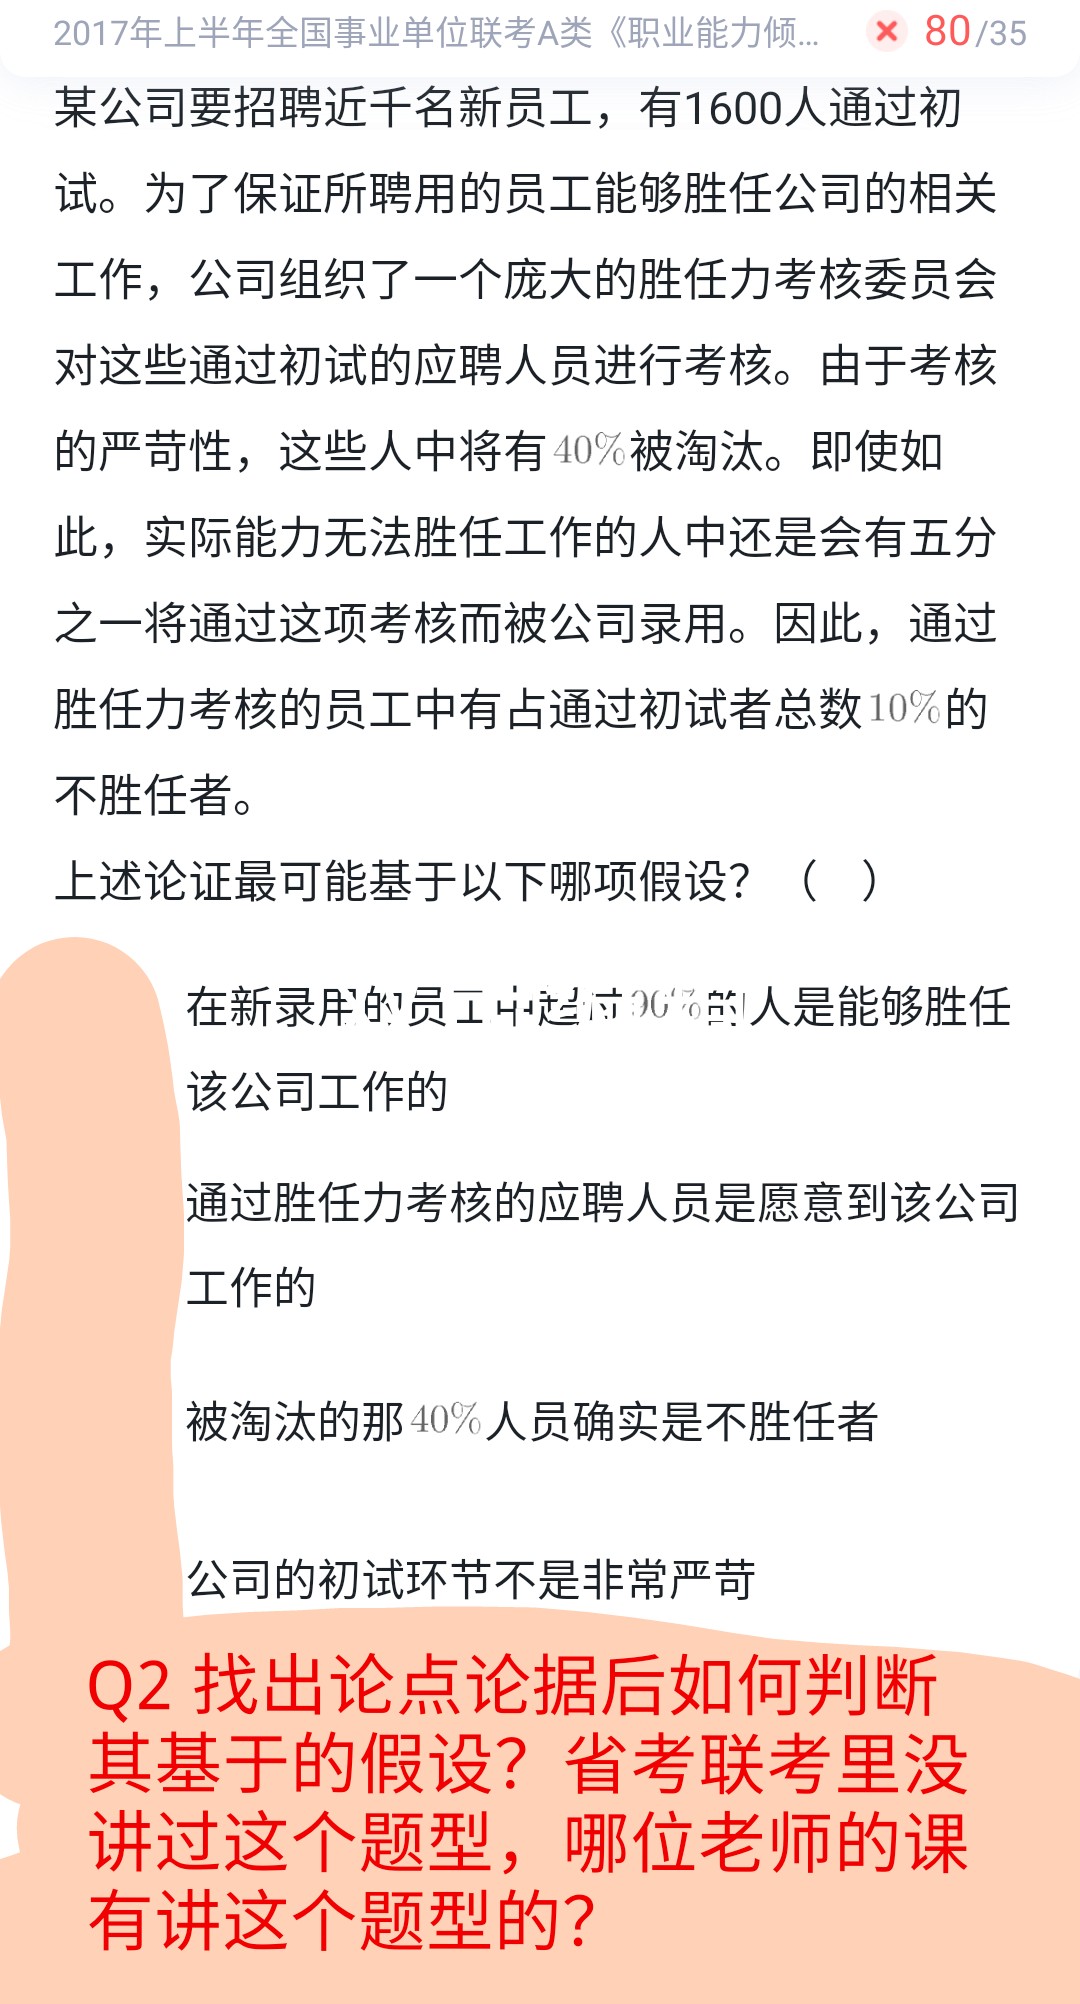 2017年上半年全国事业单位联考A类《职业能力倾... 80/35
某公司要招聘近千名新员工，有1600人通过初
试。为了保证所聘用的员工能够胜任公司的相关
工作，公司组织了一个庞大的胜任力考核委员会
对这些通过初试的应聘人员进行考核。由于考核
的严苛性，这些人中将有40%被淘汰。即使如
此，实际能力无法胜任工作的人中还是会有五分
之一将通过这项考核而被公司录用。因此，通过
胜任力考核的员工中有占通过初试者总数10%的
不胜任者。
上述论证最可能基于以下哪项假设？（ ）
在新录用的员工中超过90%的人是能够胜任
该公司工作的
通过胜任力考核的应聘人员是愿意到该公司
工作的
被淘汰的那40%人员确实是不胜任者
公司的初试环节不是非常严苛
Q2 找出论点论据后如何判断
其基于的假设？省考联考里没
讲过这个题型，哪位老师的课
有讲这个题型的？